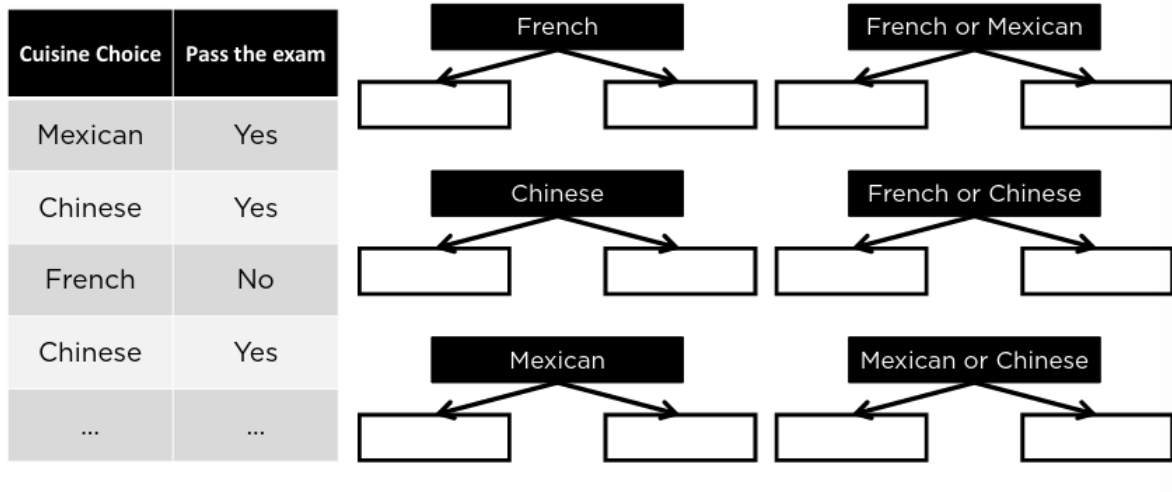 Cuisine Choice Pass the exam
Mexican Yes
Chinese Yes
French No
Chinese Yes
... ...
French
French or Mexican
Chinese
French or Chinese
Mexican
Mexican or Chinese